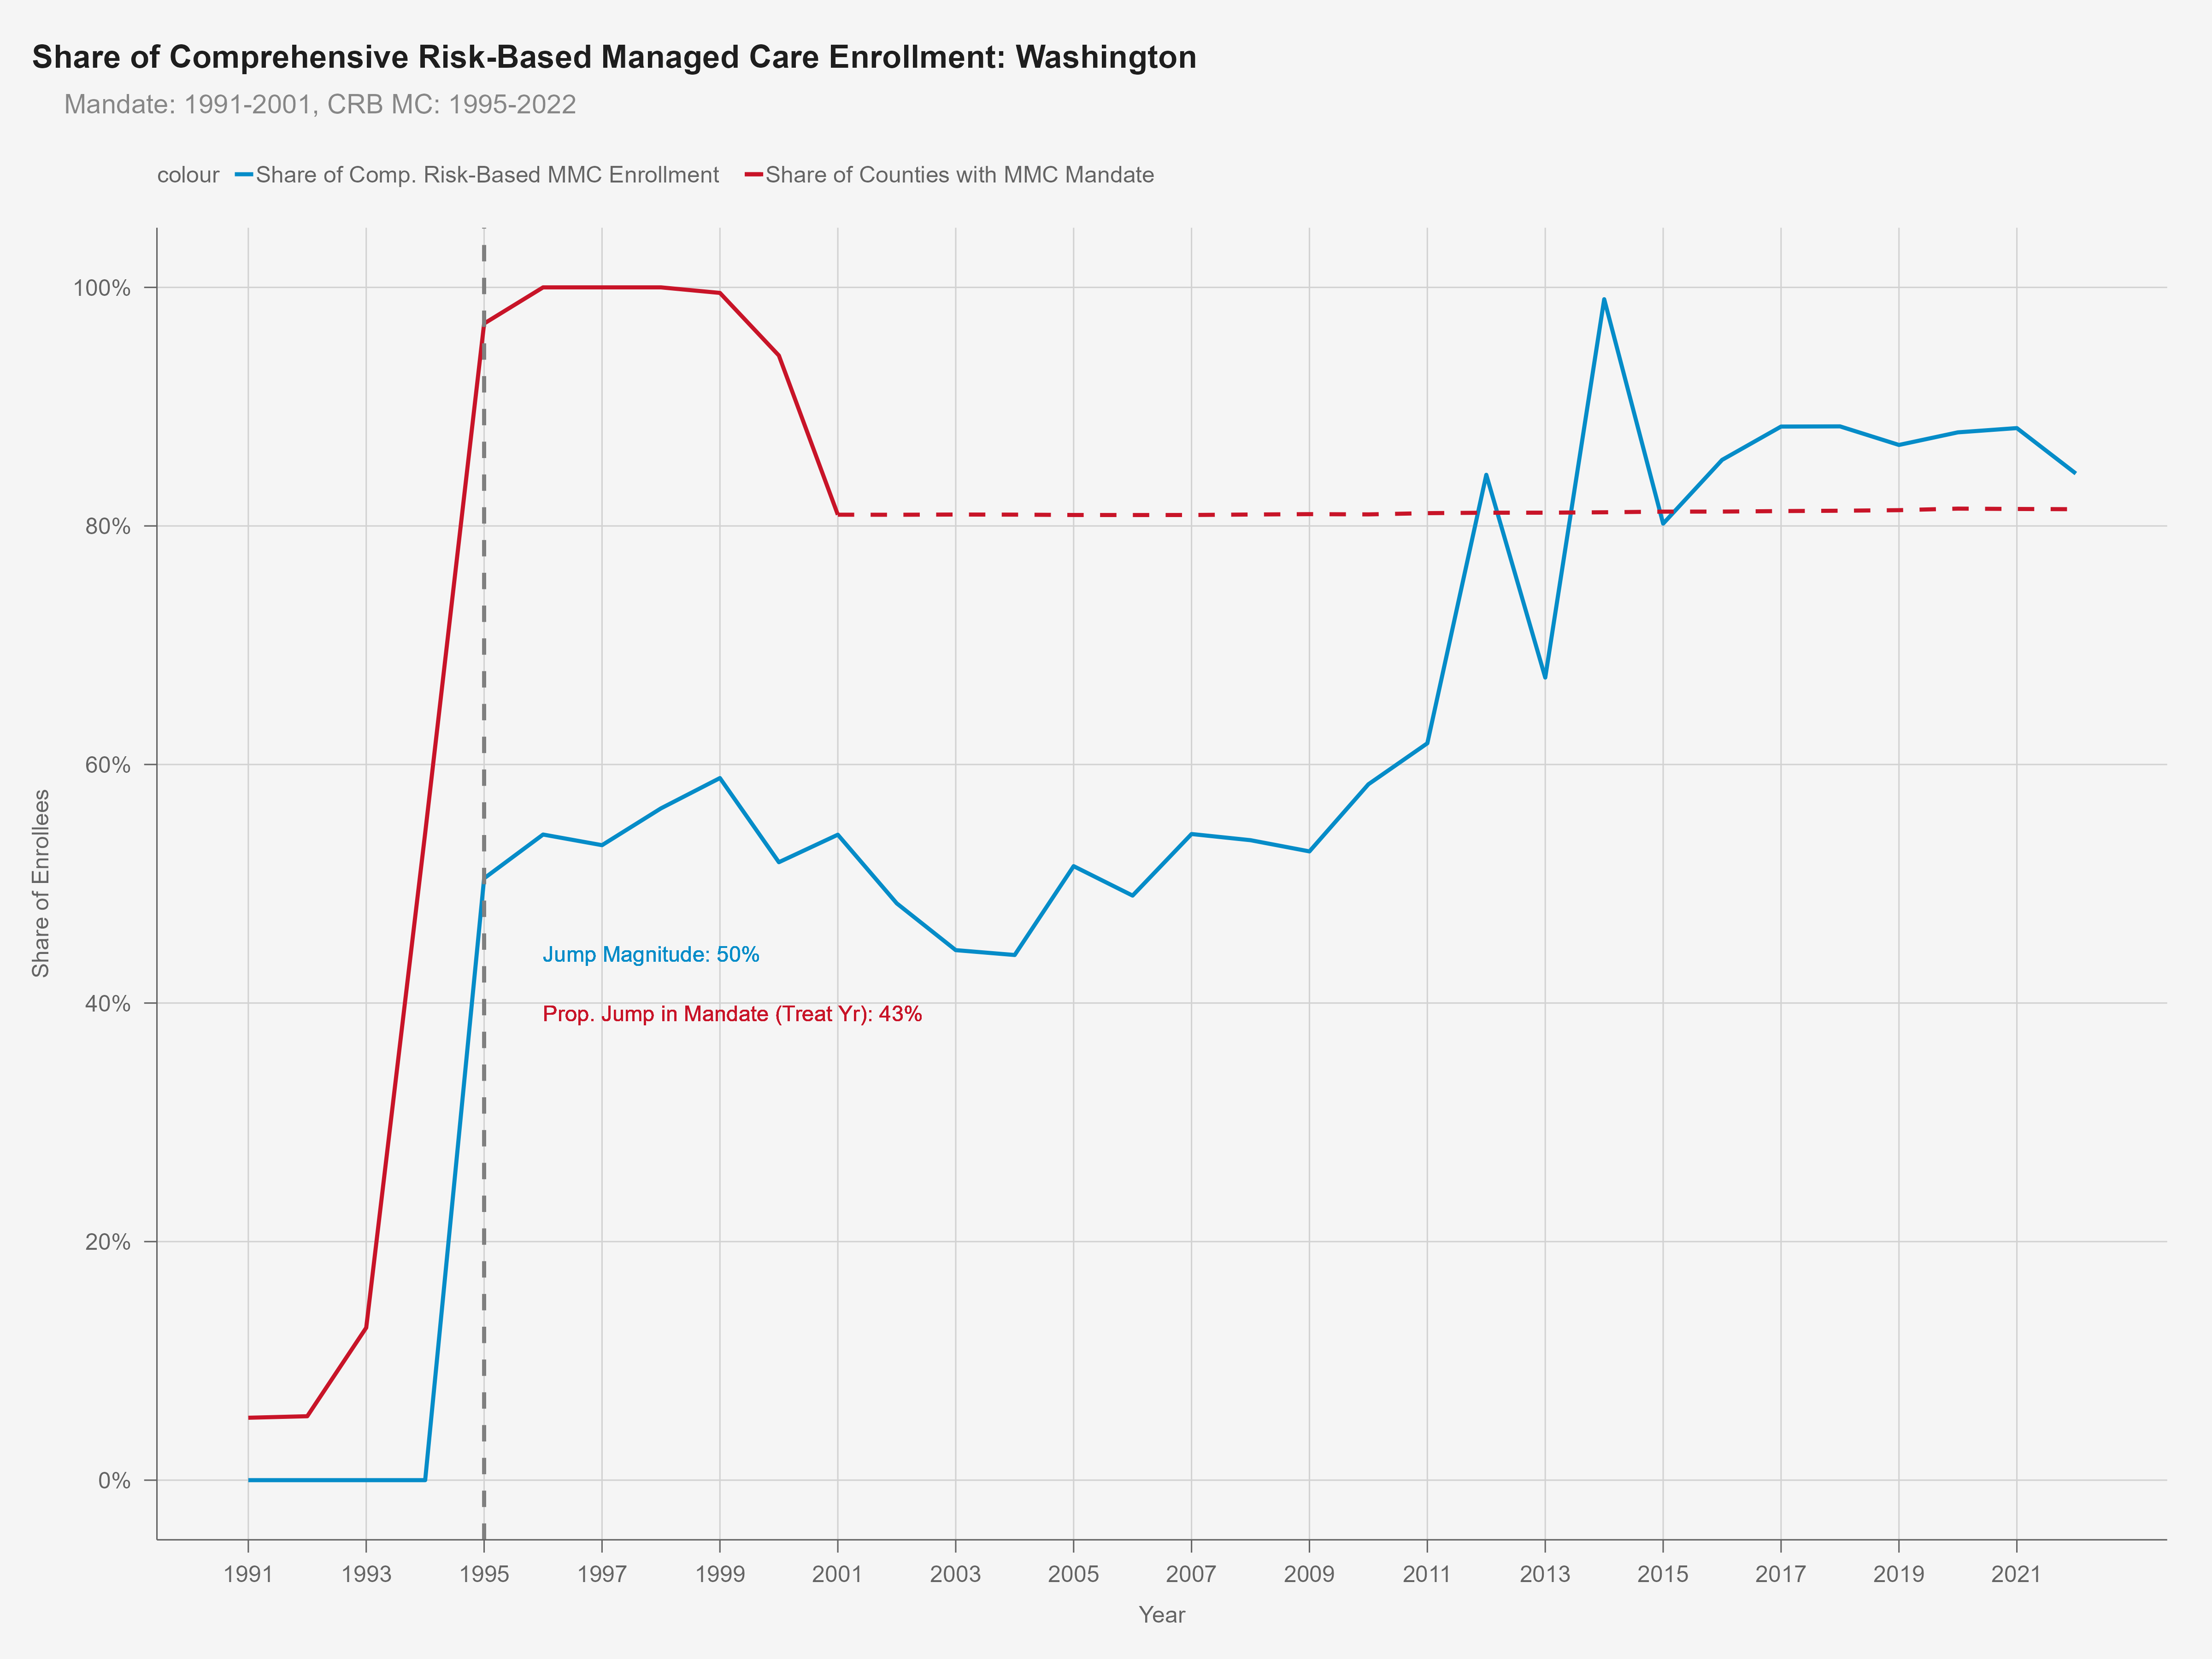 Share of Comprehensive Risk-Based Managed Care Enrollment: Washington
Mandate: 1991-2001, CRB MC: 1995-2022
colour Share of Comp. Risk-Based MMC Enrollment Share of Counties with MMC Mandate
100%
80%
60%
40%
20%
0%
Share of Enrollees
Jump Magnitude: 50%
Prop. Jump in Mandate (Treat Yr): 43%
1991 1993 1995 1997 1999 2001 2003 2005 2007 2009 2011 2013 2015 2017 2019 2021
Year